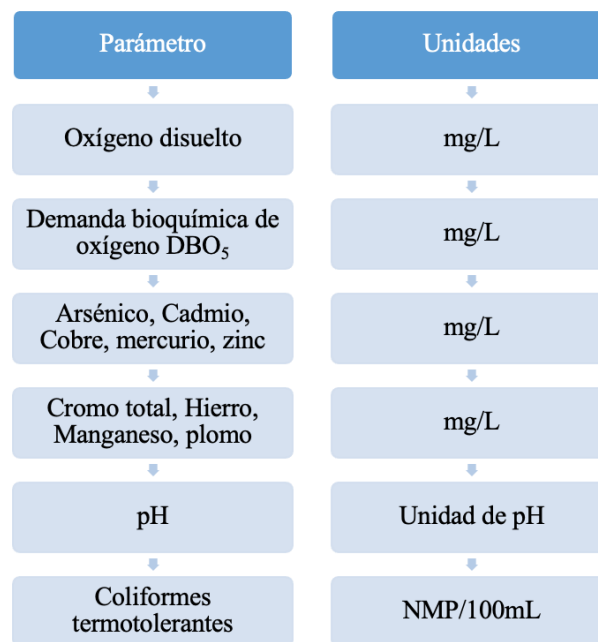 Parámetro
Unidades
Oxígeno disuelto
mg/L
Demanda bioquímica de
oxígeno DBO₅
mg/L
Arsénico, Cadmio,
Cobre, mercurio, zinc
mg/L
Cromo total, Hierro,
Manganeso, plomo
mg/L
pH
Unidad de pH
Coliformes
termotolerantes
NMP/100mL